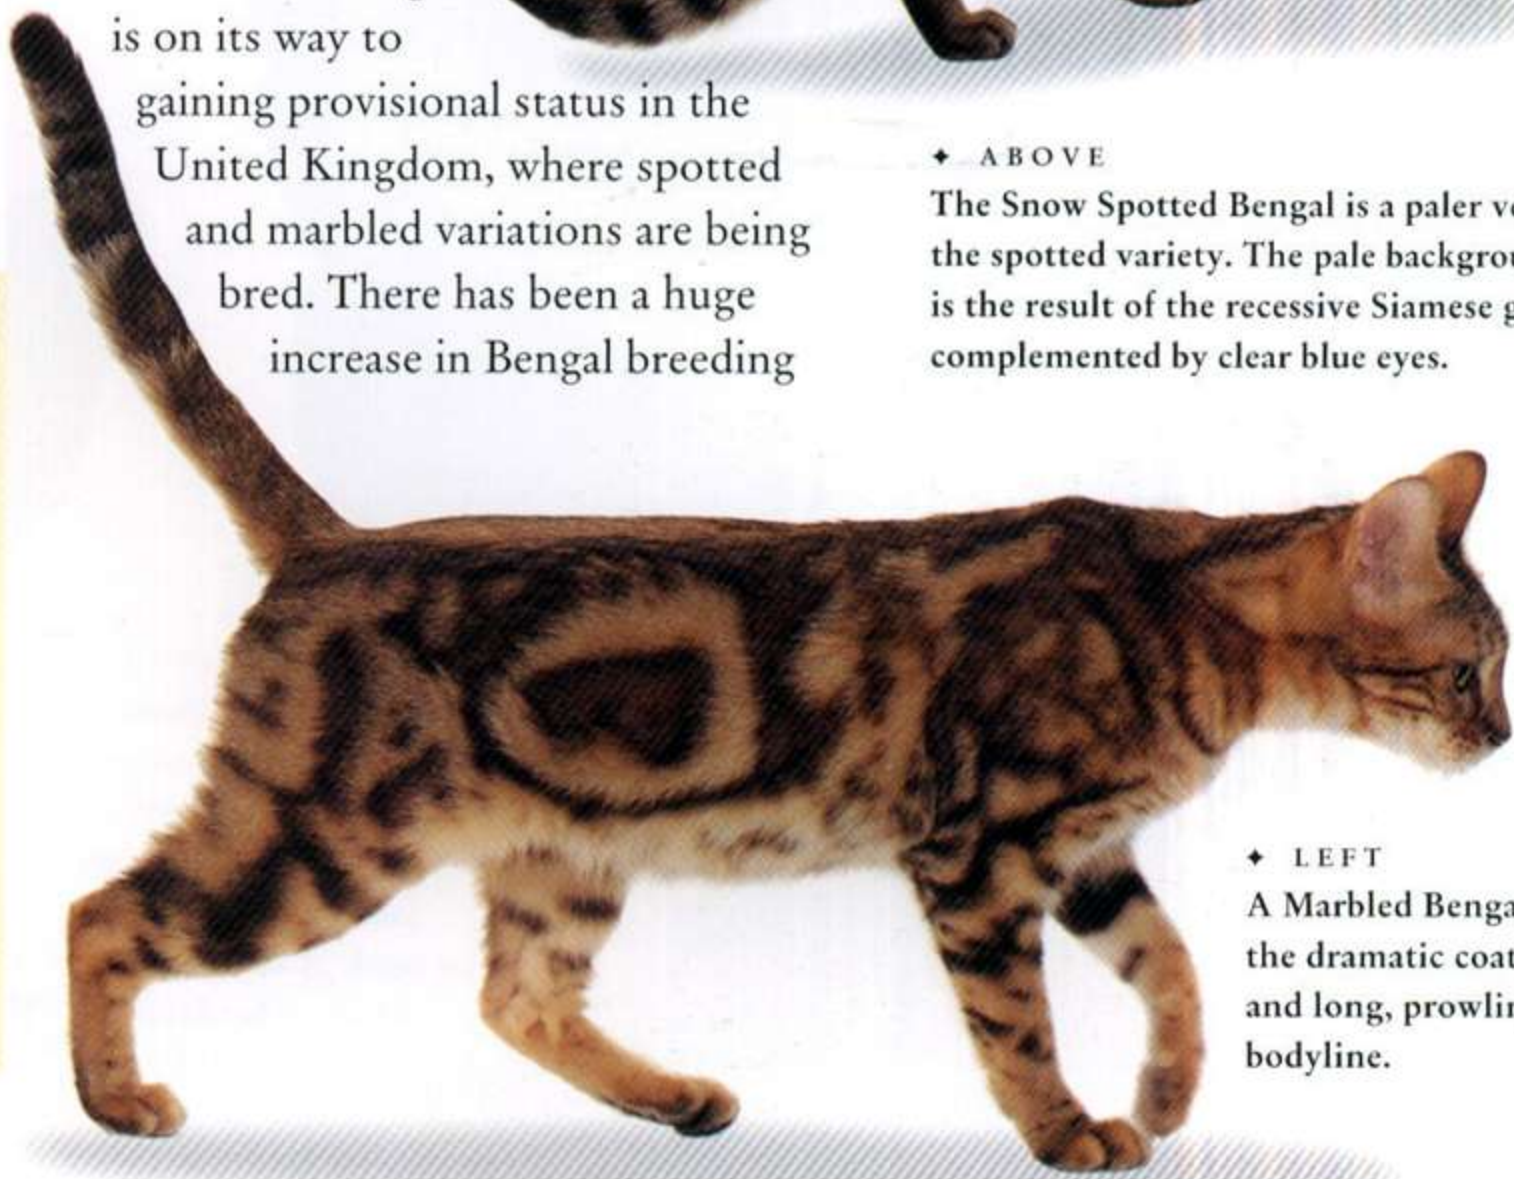 is on its way to
gaining provisional status in the
United Kingdom, where spotted
and marbled variations are being
bred. There has been a huge
increase in Bengal breeding
✦ ABOVE
The Snow Spotted Bengal is a paler
the spotted variety. The pale
is the result of the recessive Siamese
complemented by clear blue eyes.
✦ LEFT
A Marbled
the dramatic coat
and long,
bodyline.